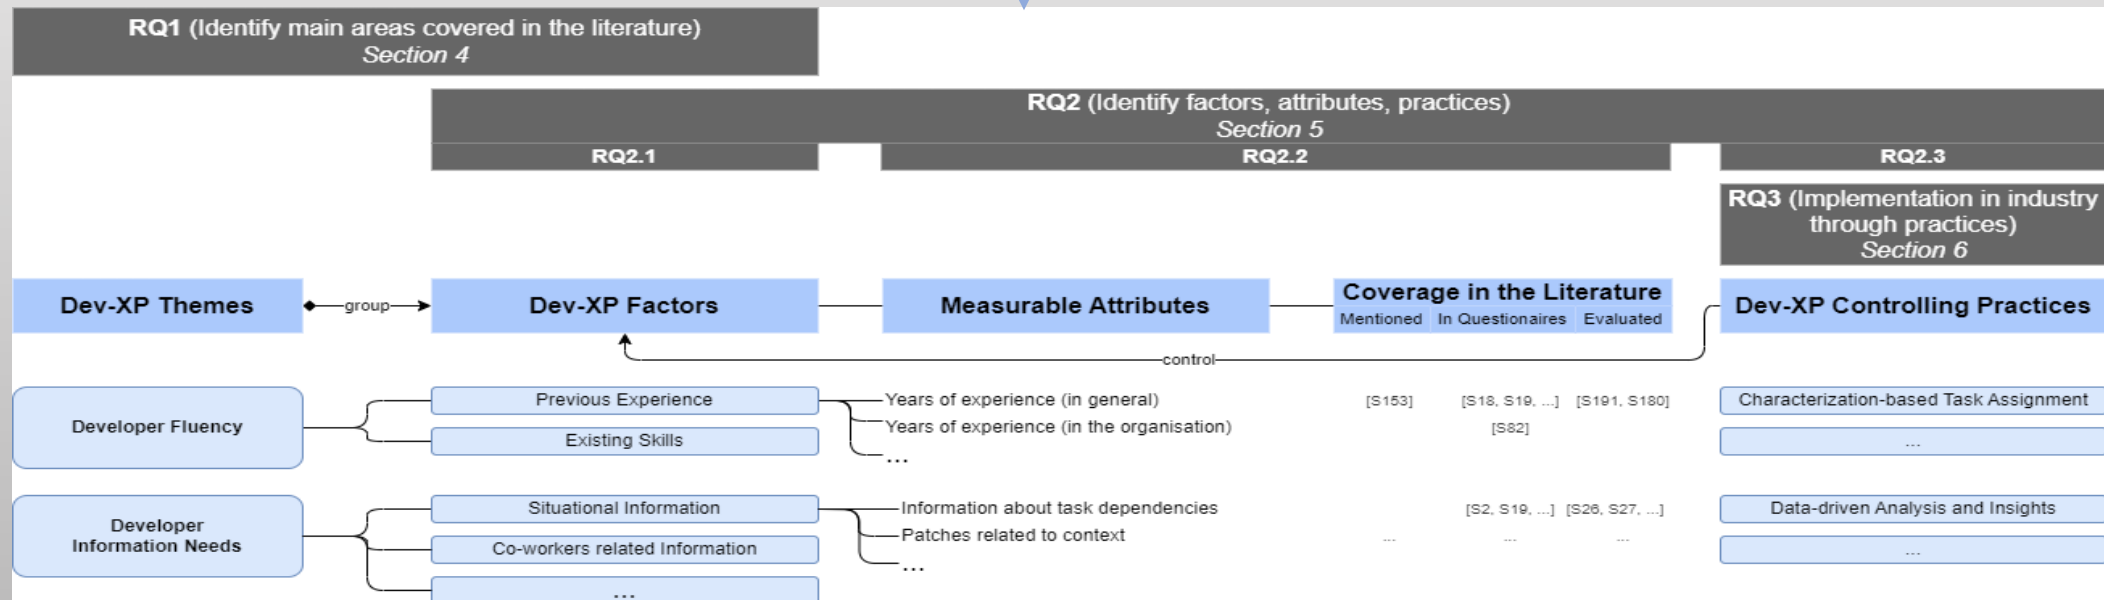 RQ1 (Identify main areas covered in the literature)
Section 4
RQ2 (Identify factors, attributes, practices)
Section 5
RQ2.1
RQ2.2
RQ2.3
RQ3 (Implementation in industry
through practices)
Section 6
Dev-XP Themes
group
Dev-XP Factors
Measurable Attributes
Coverage in the Literature
Mentioned In Questionaires Evaluated
Dev-XP Controlling Practices
control
Developer Fluency
Previous Experience
Existing Skills
Years of experience (in general)
Years of experience (in the organisation)
...
[S153] [S18, S19, ...] [S191, S180]
[S82]
Characterization-based Task Assignment
...
Developer
Information Needs
Situational Information
Co-workers related Information
...
Information about task dependencies
Patches related to context
...
[S2, S19, ...] [S26, S27, ...]
... ... ...
Data-driven Analysis and Insights
...